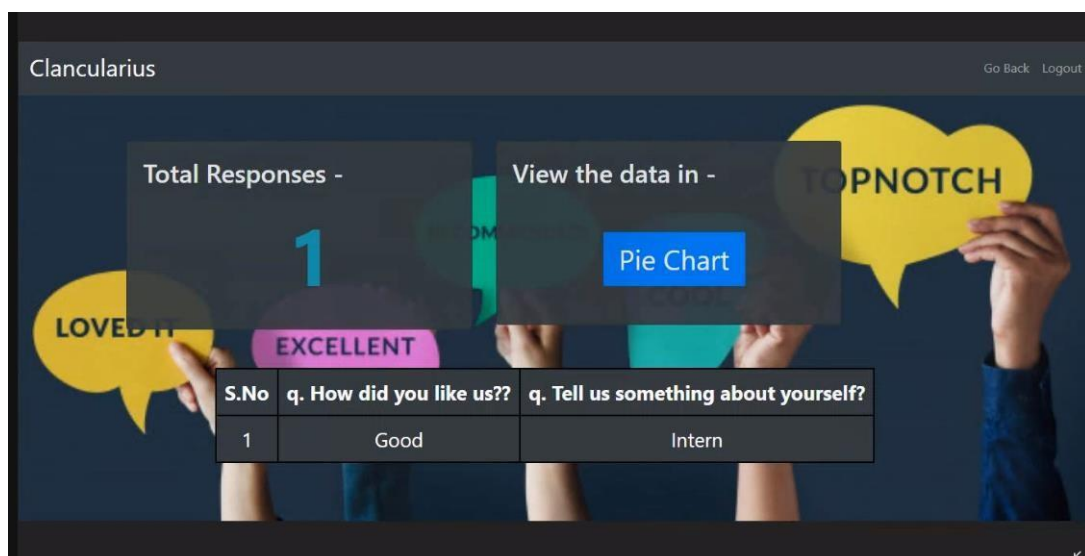 Clancularius
Go Back Logout
Total Responses -
1
View the data in -
Pie Chart
TOPNOTCH
COOL
LOVED IT
EXCELLENT
S.No q. How did you like us?? q. Tell us something about yourself?
1 Good Intern